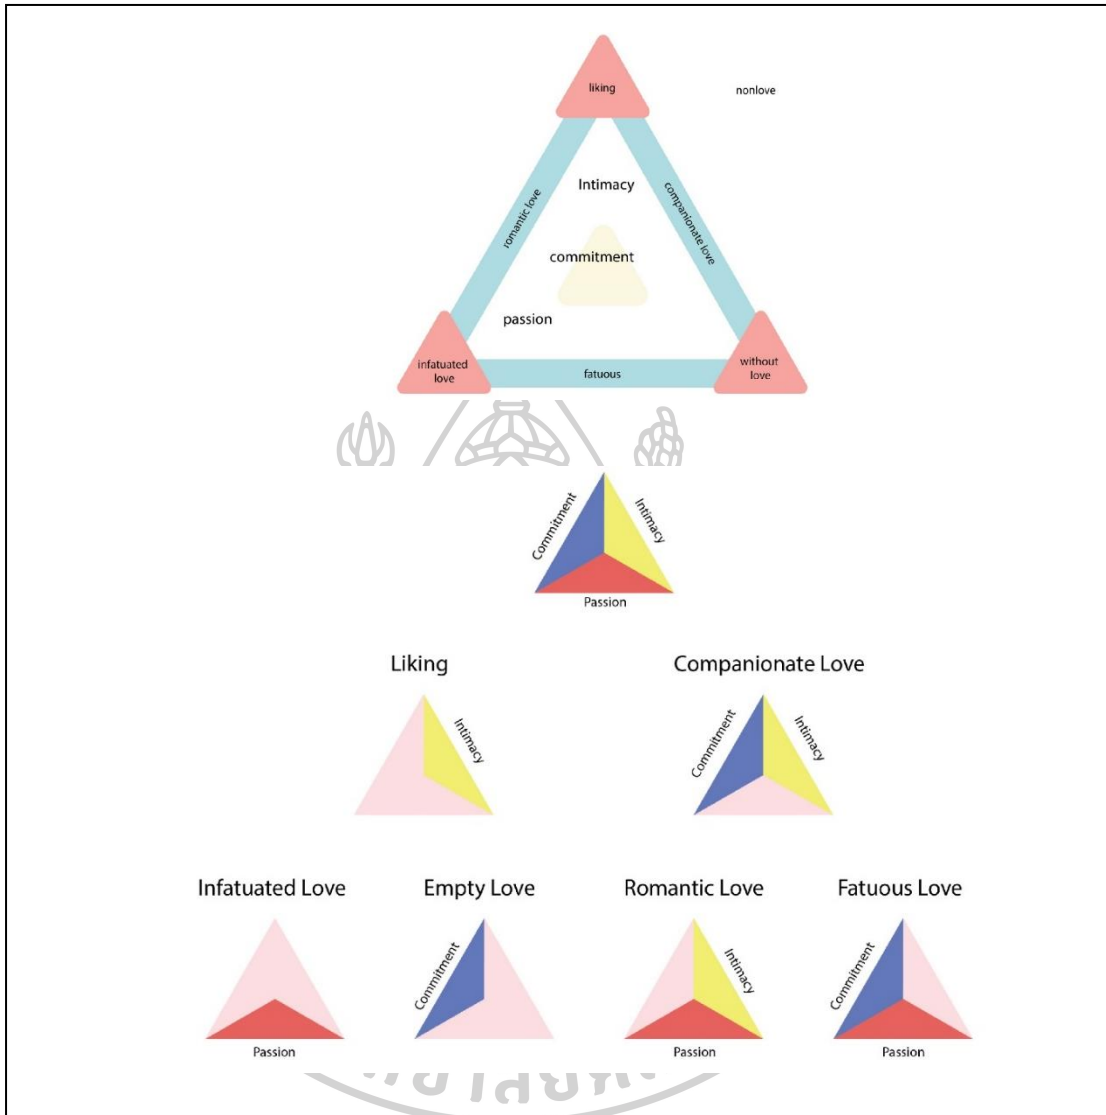 liking
nonlove
Intimacy
romantic love
companionate love
commitment
passion
infatuated
love
fatuous
without
love
Commitment
Intimacy
Passion
Liking
Companionate Love
Intimacy
Commitment
Intimacy
Infatuated Love
Empty Love
Romantic Love
Fatuous Love
Passion
Commitment
Intimacy
Passion
Commitment
Passion